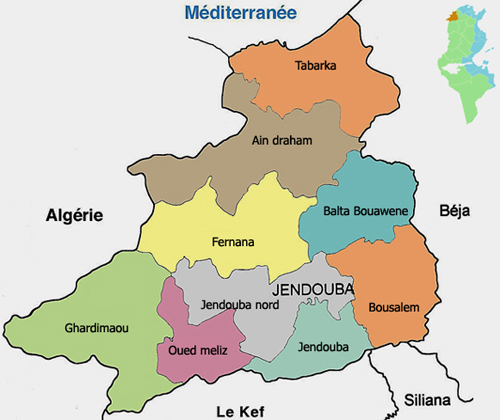 Méditerranée
Tabarka
Ain draham
Algérie
Balta Bouawene
Béja
Fernana
JENDOUBA
Jendouba nord
Bousalem
Ghardimaou
Oued meliz
Jendouba
Siliana
Le Kef